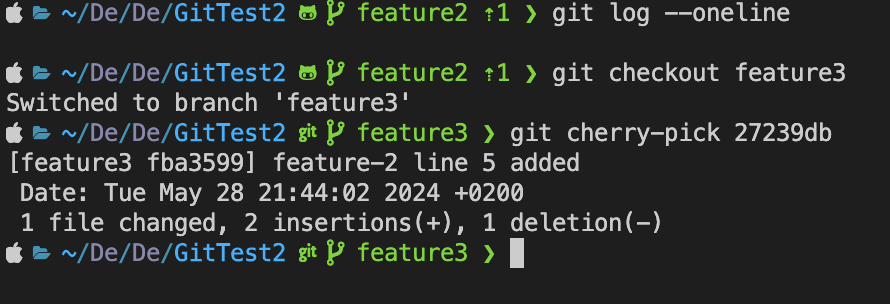 ~/De/De/GitTest2 feature2 ⇡1 ❯ git log --oneline
~/De/De/GitTest2 feature2 ⇡1 ❯ git checkout feature3
Switched to branch 'feature3'
~/De/De/GitTest2 git feature3 ❯ git cherry-pick 27239db
[feature3 fba3599] feature-2 line 5 added
Date: Tue May 28 21:44:02 2024 +0200
1 file changed, 2 insertions(+), 1 deletion(-)
~/De/De/GitTest2 git feature3 ❯